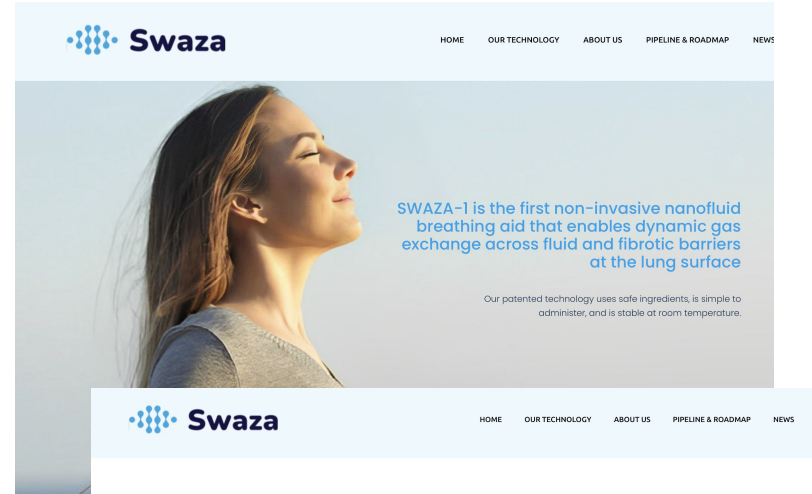 Swaza
HOME OUR TECHNOLOGY ABOUT US PIPELINE & ROADMAP NEWS
SWAZA-1 is the first non-invasive nanofluid
breathing aid that enables dynamic gas
exchange across fluid and fibrotic barriers
at the lung surface
Our patented technology uses safe ingredients, is simple to
administer, and is stable at room temperature.
Swaza
HOME OUR TECHNOLOGY ABOUT US PIPELINE & ROADMAP NEWS